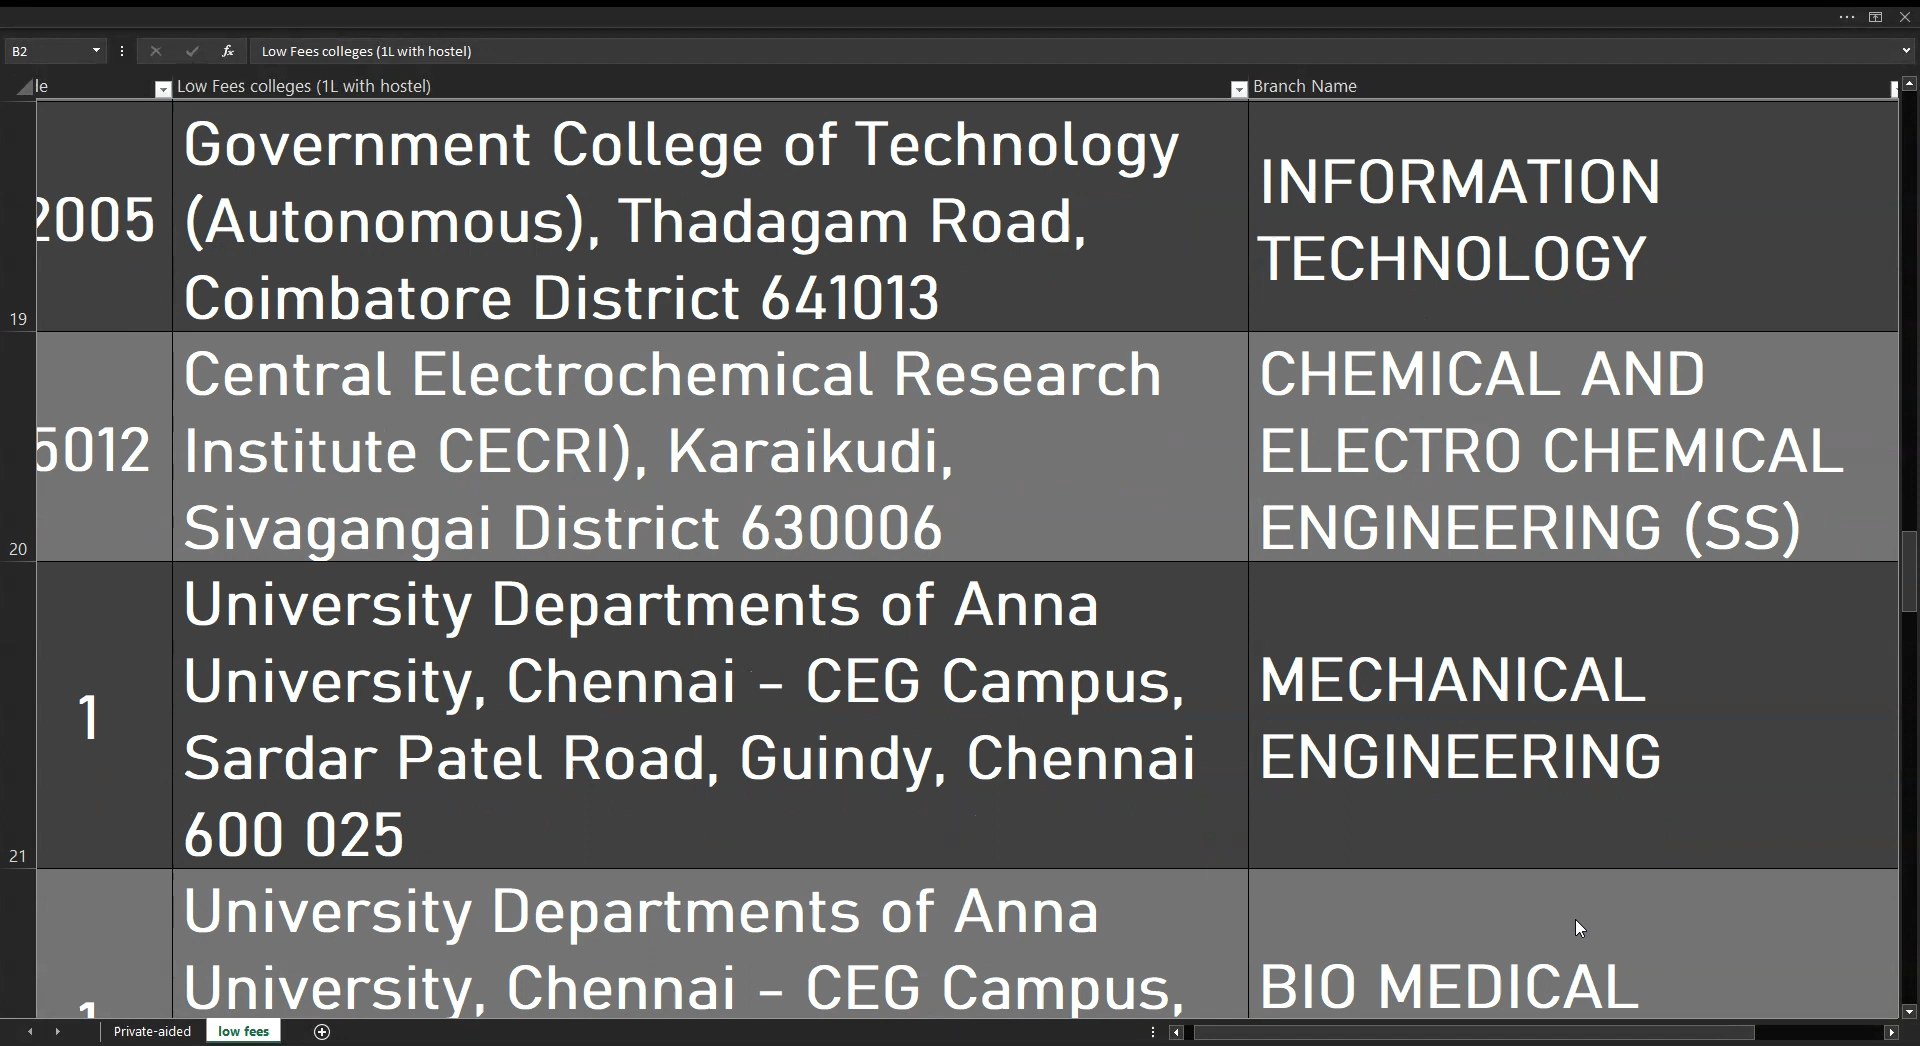 B2
fx
Low Fees colleges (1L with hostel)
le
Low Fees colleges (1L with hostel)
Branch Name
2005
Government College of Technology
(Autonomous), Thadagam Road,
Coimbatore District 641013
INFORMATION
TECHNOLOGY
19
5012
Central Electrochemical Research
Institute CECRI), Karaikudi,
Sivagangai District 630006
CHEMICAL AND
ELECTRO CHEMICAL
ENGINEERING (SS)
20
1
University Departments of Anna
University, Chennai – CEG Campus,
Sardar Patel Road, Guindy, Chennai
600 025
MECHANICAL
ENGINEERING
21
1
University Departments of Anna
University, Chennai – CEG Campus,
BIO MEDICAL
Private-aided
low fees